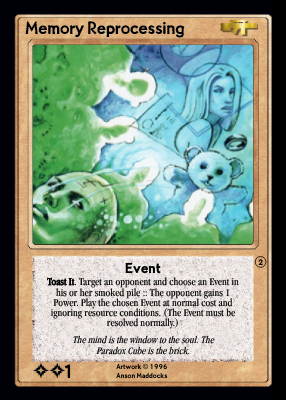 Memory Reprocessing
Event
2
Toast It. Target an opponent and choose an Event in
his or her smoked pile :: The opponent gains 1
Power. Play the chosen Event at normal cost and
ignoring resource conditions. (The Event must be
resolved normally.)
The mind is the window to the soul. The
Paradox Cube is the brick.
1
Artwork © 1996
Anson Maddocks